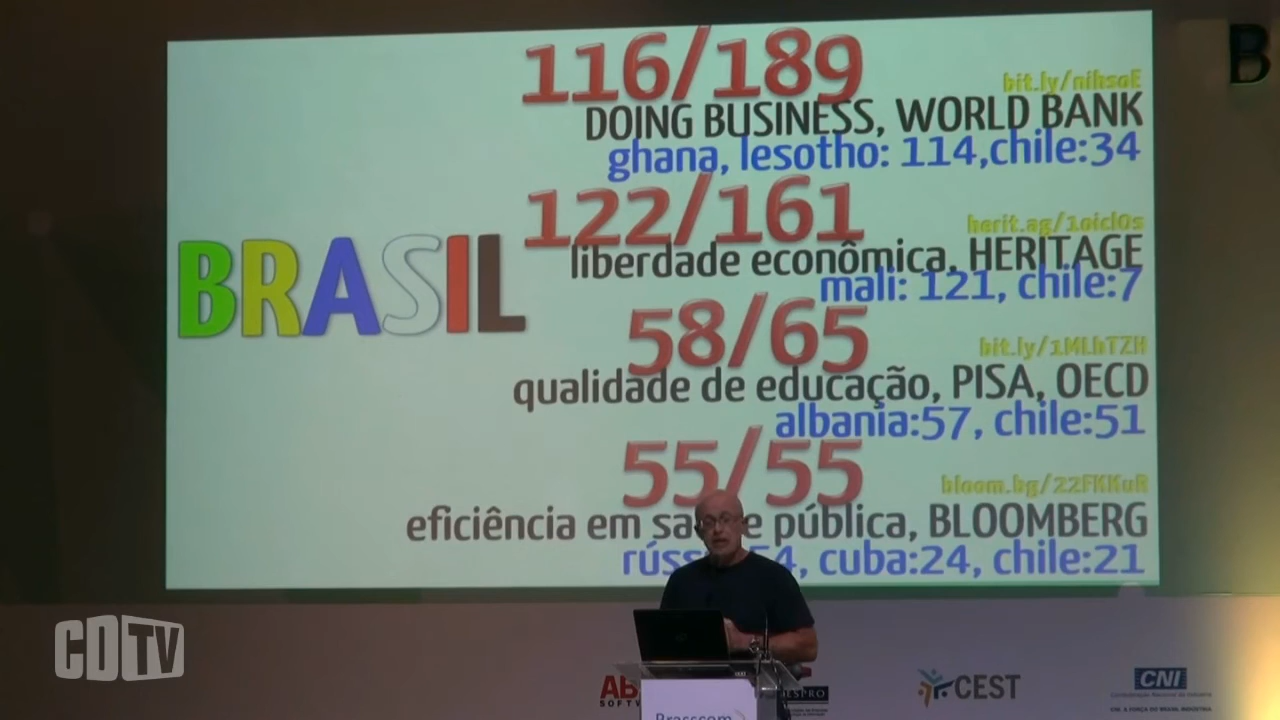 116/189
bit.ly/nihsoE
DOING BUSINESS, WORLD BANK
ghana, lesotho: 114,chile:34
122/161
herit.ag/1oiclOs
liberdade econômica, HERITAGE
mali: 121, chile:7
BRASIL
58/65
bit.ly/1MLhTZH
qualidade de educação, PISA, OECD
albania:57, chile:51
55/55
bloom.bg/22FKKuR
eficiência em pública, BLOOMBERG
cuba:24, chile:21
CDTV
CEST
CNI
Brasscom